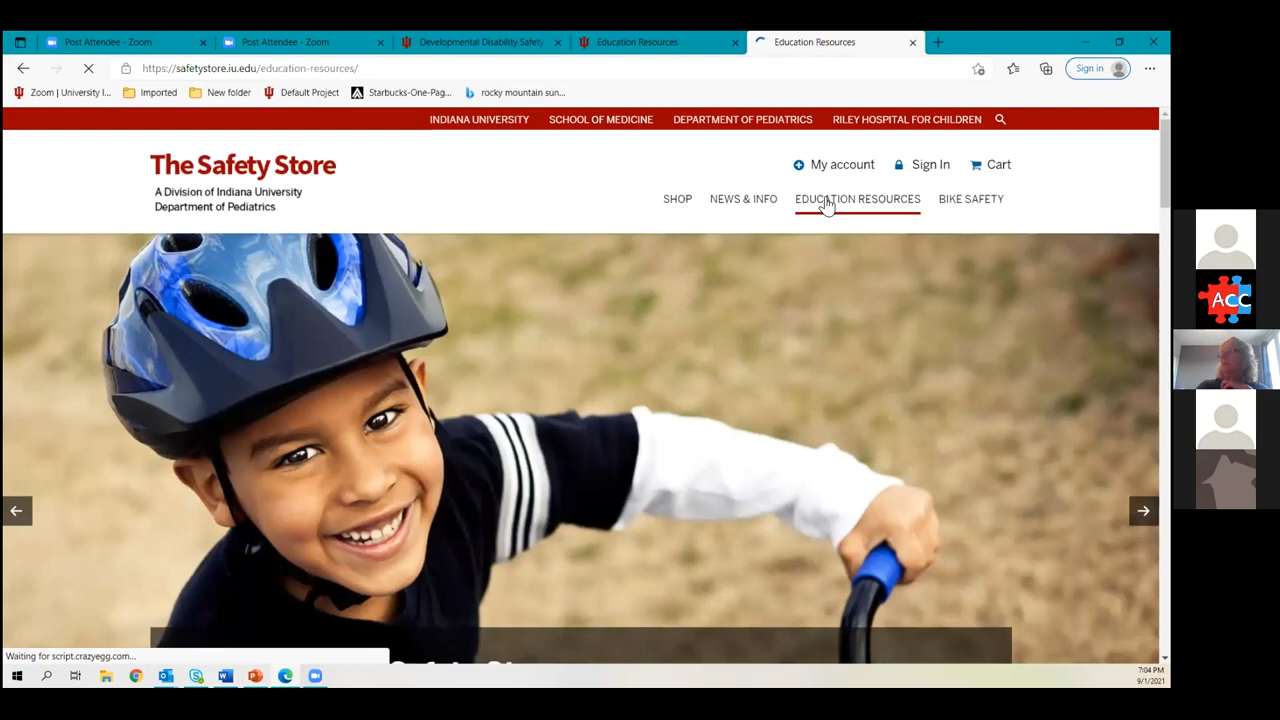 Post Attendee - Zoom
Post Attendee - Zoom
Developmental Disability Safety
Education Resources
Education Resources
https://safetystore.iu.edu/education-resources/
Sign in
Zoom | University I...
Imported
New folder
Default Project
Starbucks-One-Pag...
rocky mountain sun...
INDIANA UNIVERSITY
SCHOOL OF MEDICINE
DEPARTMENT OF PEDIATRICS
RILEY HOSPITAL FOR CHILDREN
The Safety Store
A Division of Indiana University
Department of Pediatrics
My account
Sign In
Cart
SHOP
NEWS & INFO
EDUCATION RESOURCES
BIKE SAFETY
ACC
Waiting for script.crazyegg.com...
7:04 PM
9/1/2021